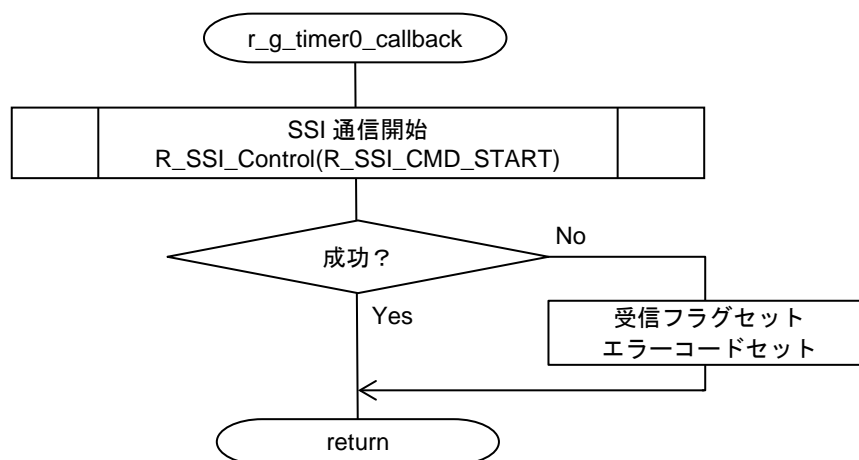 r_g_timer0_callback
SSI 通信開始
R_SSI_Control(R_SSI_CMD_START)
成功？
No
Yes
受信フラグセット
エラーコードセット
return